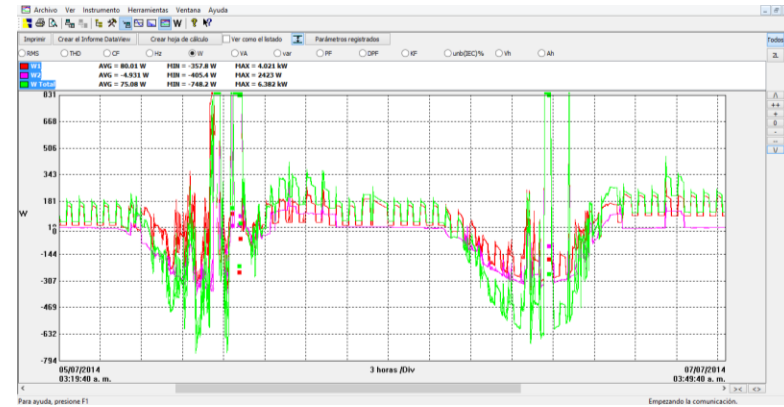 Archivo Ver Instrumento Herramientas Ventana Ayuda
W
Imprimir Crear el Informe DataView Crear hoja de cálculo Ver como el listado Parámetros registrados
Todos
RMS THD CF Hz W VA var PF DPF KF unb(IEC)% Vh Ah
W1 AVG = 80.01 W MIN = -357.8 W MAX = 4.021 kW
W2 AVG = -4.931 W MIN = -405.4 W MAX = 2423 W
W Total AVG = 75.08 W MIN = -748.2 W MAX = 6.382 kW
831
668
506
343
181
W
18
0
-144
-307
-469
-632
-794
05/07/2014 3 horas /Div 07/07/2014
03:19:40 a. m. 03:49:40 a. m.
Para ayuda, presione F1 Empezando la comunicación.